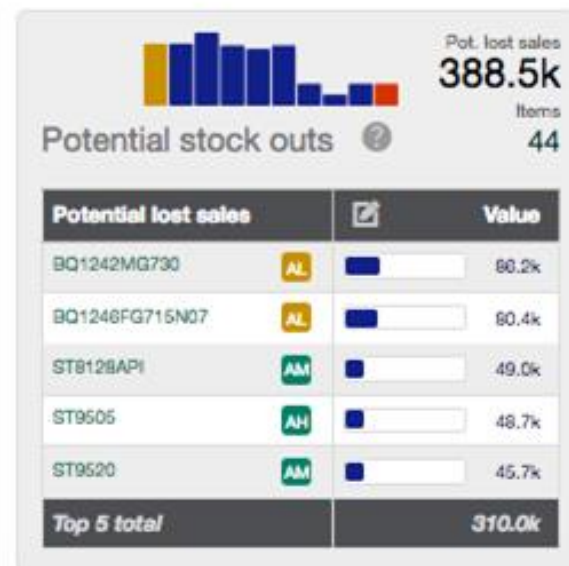 Pot. lost sales
388.5k
Items
Potential stock outs ? 44
Potential lost sales Value
BQ1242MG730 AL 86.2k
BQ1246FG715N07 AL 80.4k
ST8128API AM 49.0k
ST9505 AH 48.7k
ST9520 AM 45.7k
Top 5 total 310.0k